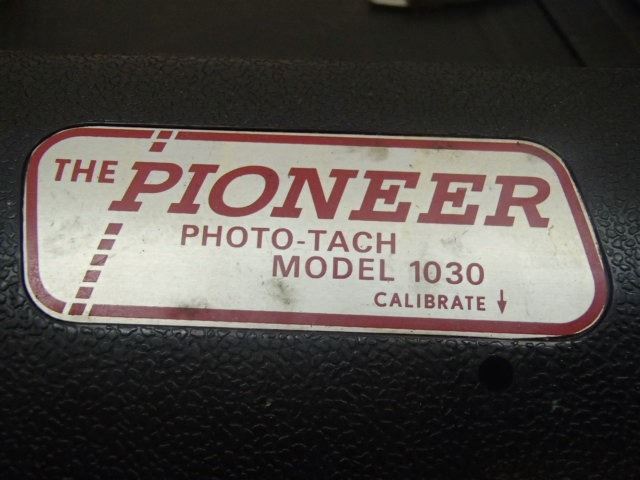 THE PIONEER
PHOTO-TACH
MODEL 1030
CALIBRATE ↓